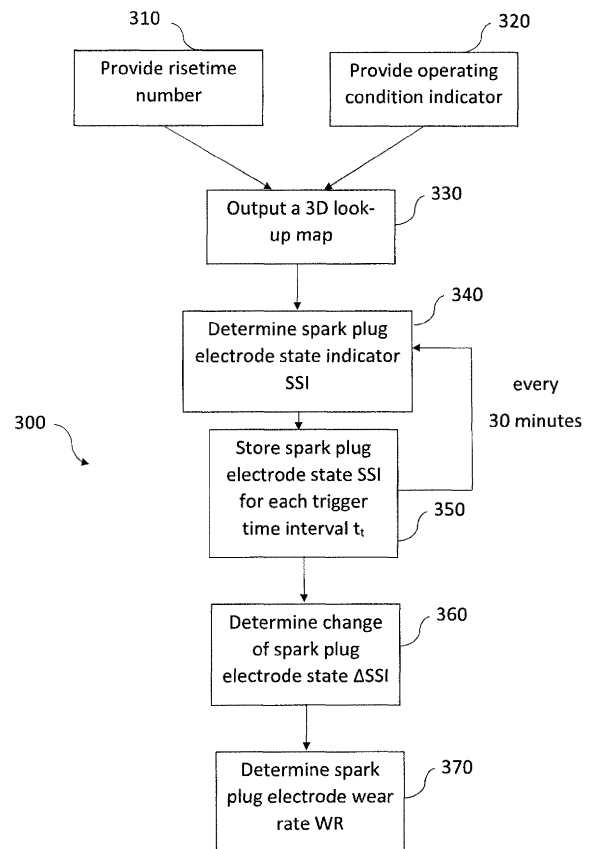 310
320
Provide risetime
number
Provide operating
condition indicator
Output a 3D look-
up map
330
340
Determine spark plug
electrode state indicator
SSI
every
30 minutes
300
Store spark plug
electrode state SSI
for each trigger
time interval tₜ
350
Determine change
of spark plug
electrode state ΔSSI
360
Determine spark
plug electrode wear
rate WR
370